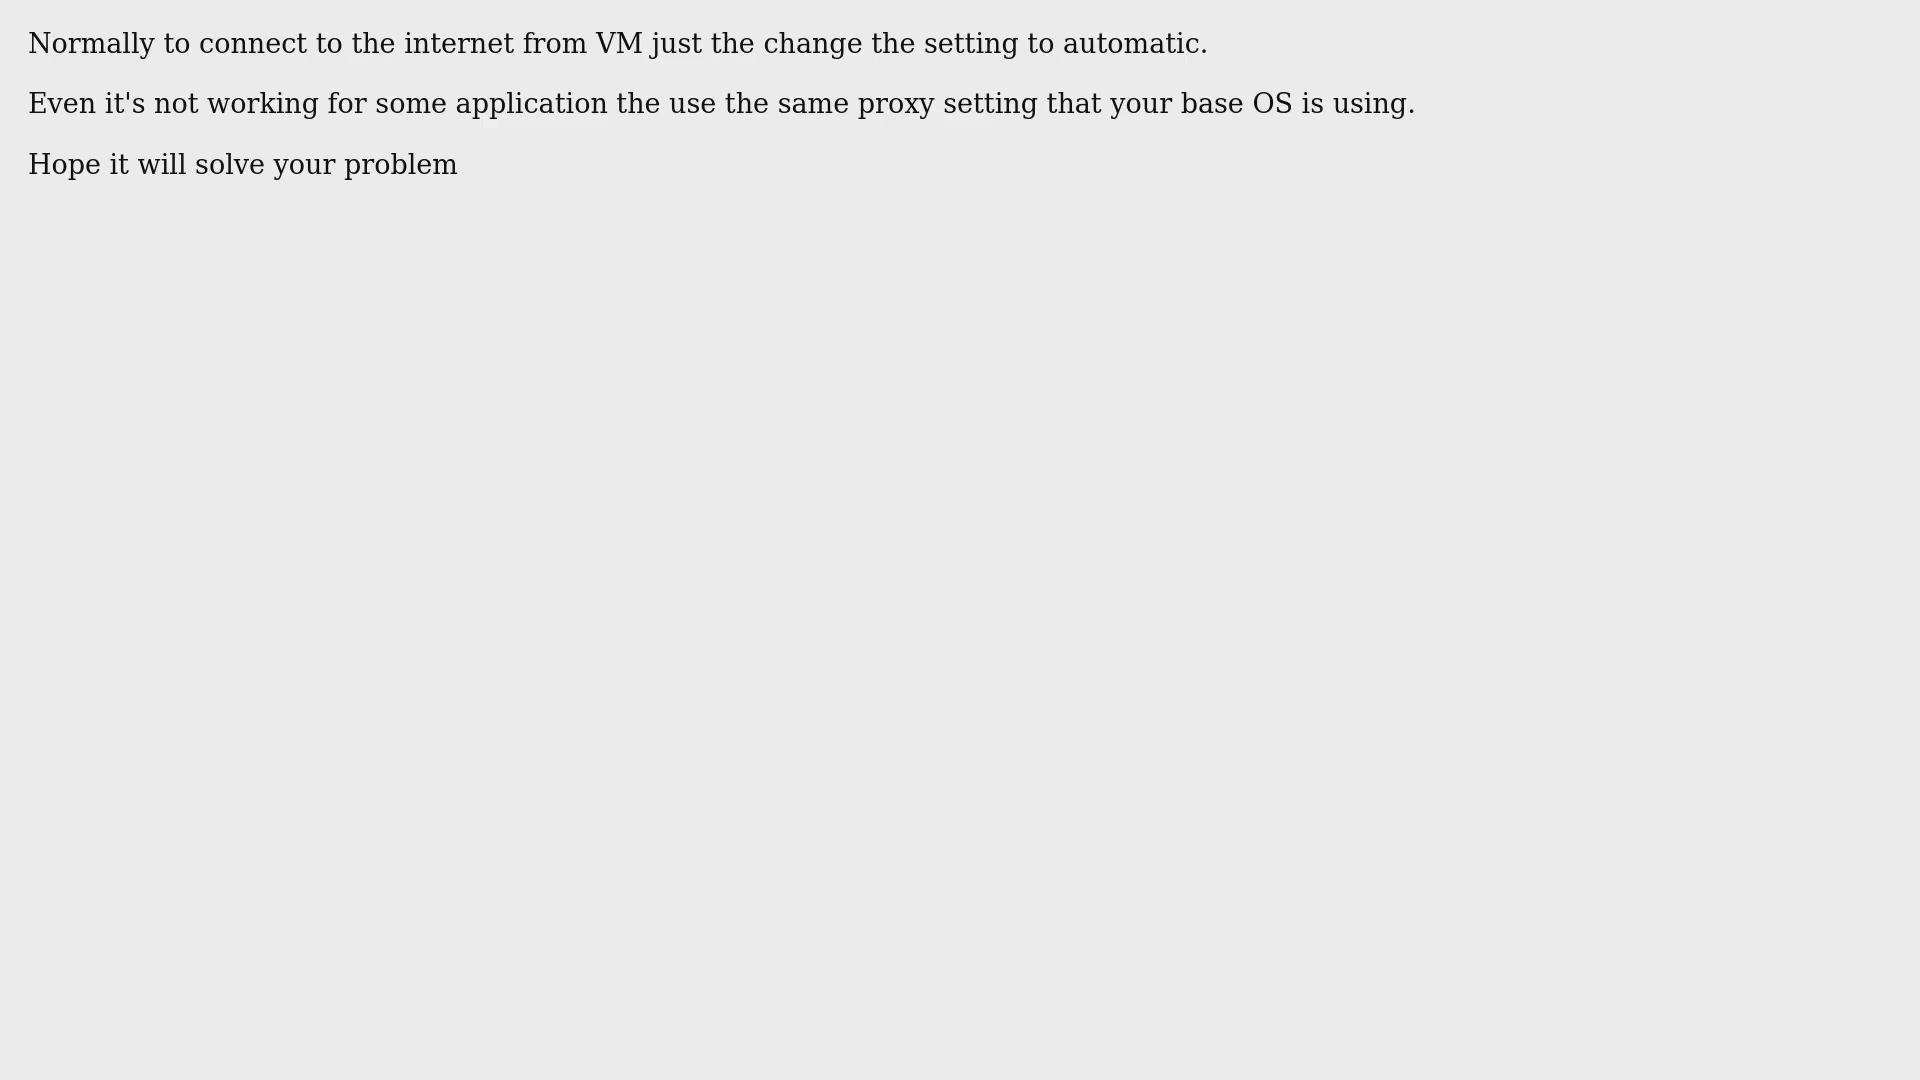 Normally to connect to the internet from VM just the change the setting to automatic.
Even it's not working for some application the use the same proxy setting that your base OS is using.
Hope it will solve your problem